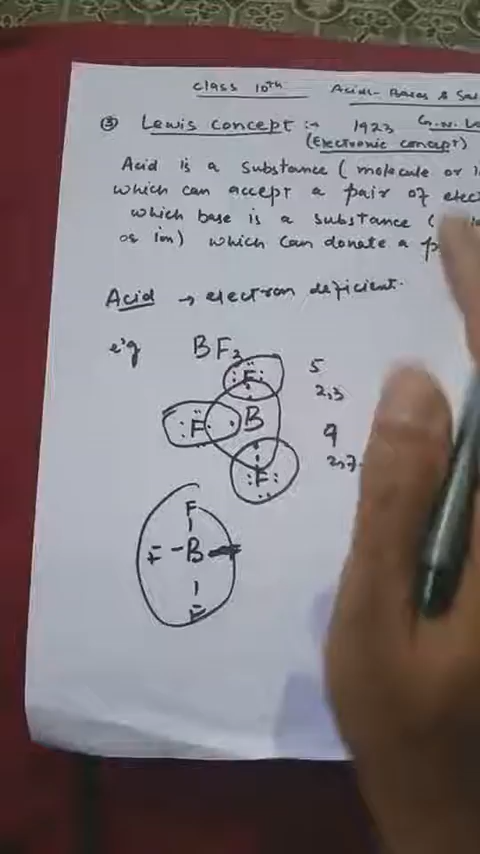 Class 10th Acids - Bases &
③ Lewis concept :→ 1923 G.N.
(Electronic concept)
Acid is a substance ( molecule or
which can accept a pair of
which base is a substance (
or ion) which can donate a
Acid → electron deficient.
e'g BF3
F 5
2,3
F B
9
2,7
F
F
F - B -
F